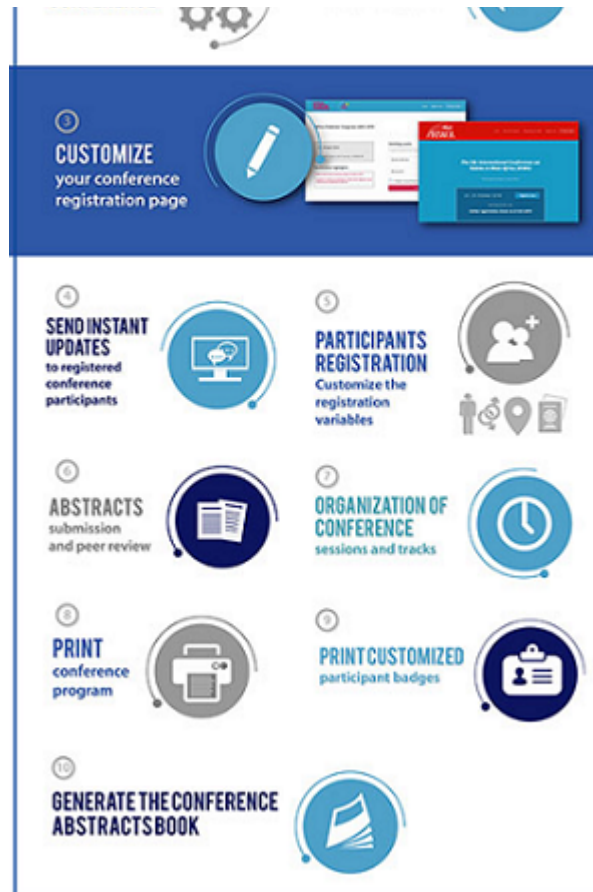 3
CUSTOMIZE
your conference
registration page
4
SEND INSTANT
UPDATES
to registered
conference
participants
5
PARTICIPANTS
REGISTRATION
Customize the
registration
variables
6
ABSTRACTS
submission
and peer review
7
ORGANIZATION OF
CONFERENCE
sessions and tracks
8
PRINT
conference
program
9
PRINT CUSTOMIZED
participant badges
10
GENERATE THE CONFERENCE
ABSTRACTS BOOK